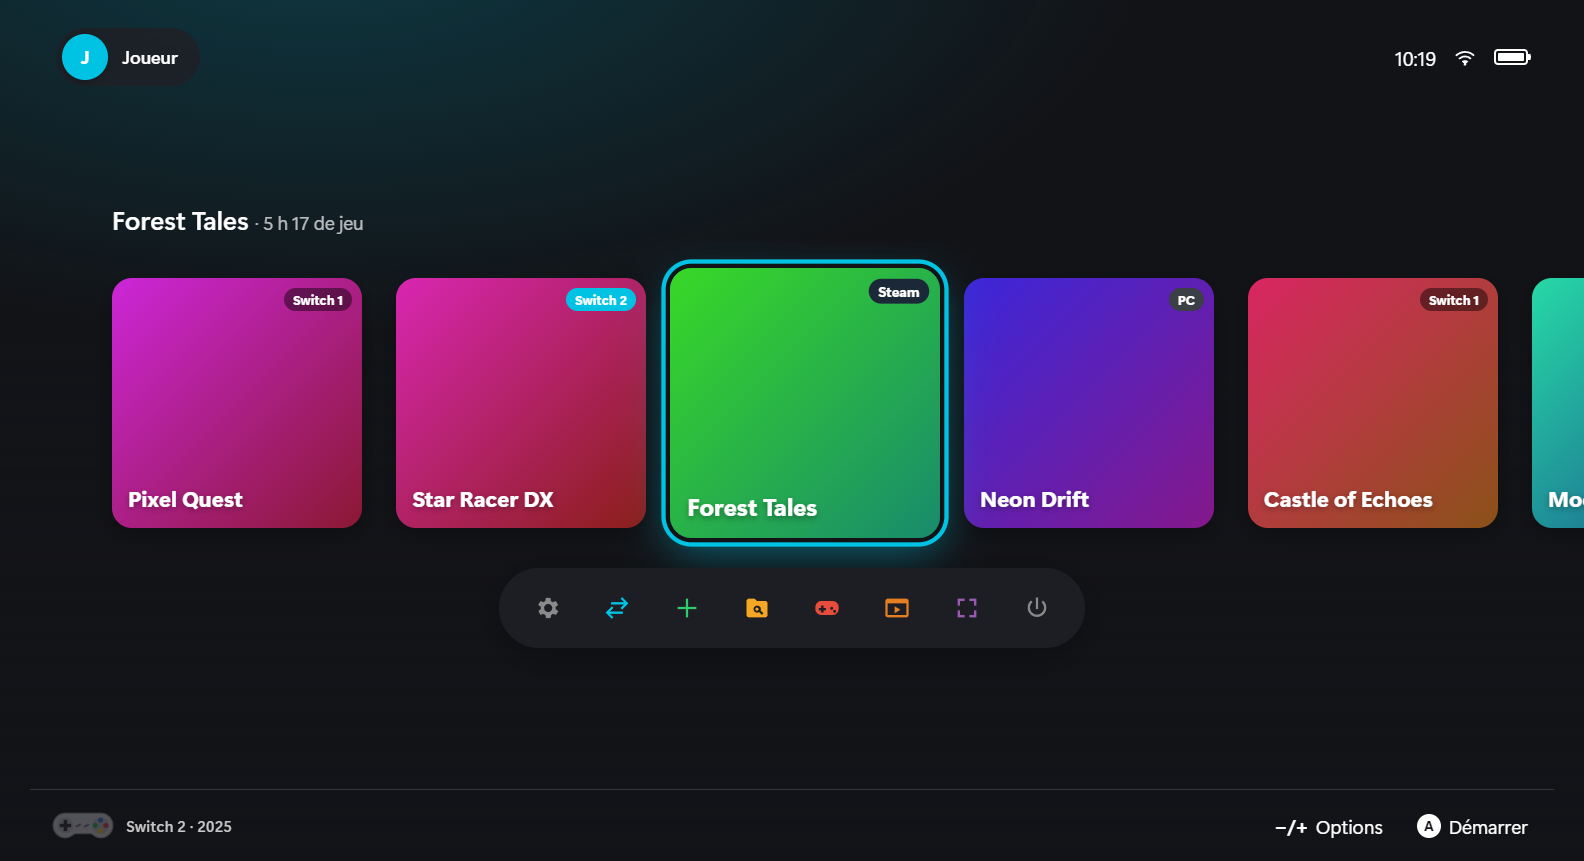 J Joueur
10:19
Forest Tales · 5 h 17 de jeu
Switch 1
Pixel Quest
Switch 2
Star Racer DX
Steam
Forest Tales
PC
Neon Drift
Switch 1
Castle of Echoes
Switch 2 · 2025
−/+ Options
A Démarrer